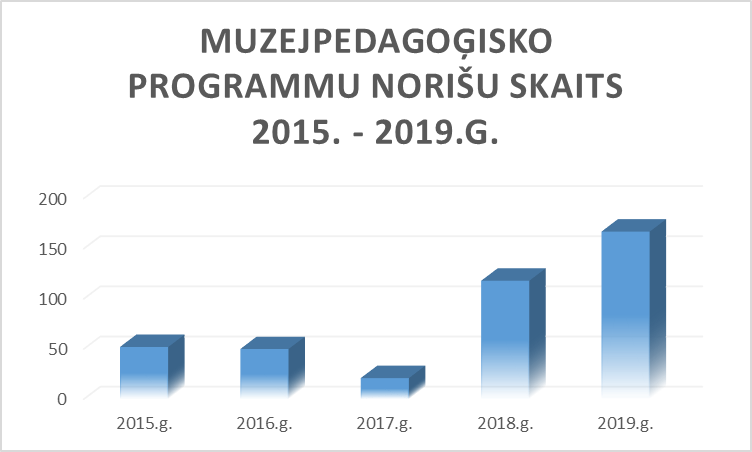 MUZEJPEDAGOĢISKO
PROGRAMMU NORIŠU SKAITS
2015. - 2019.G.
200
150
100
50
0
2015.g.
2016.g.
2017.g.
2018.g.
2019.g.